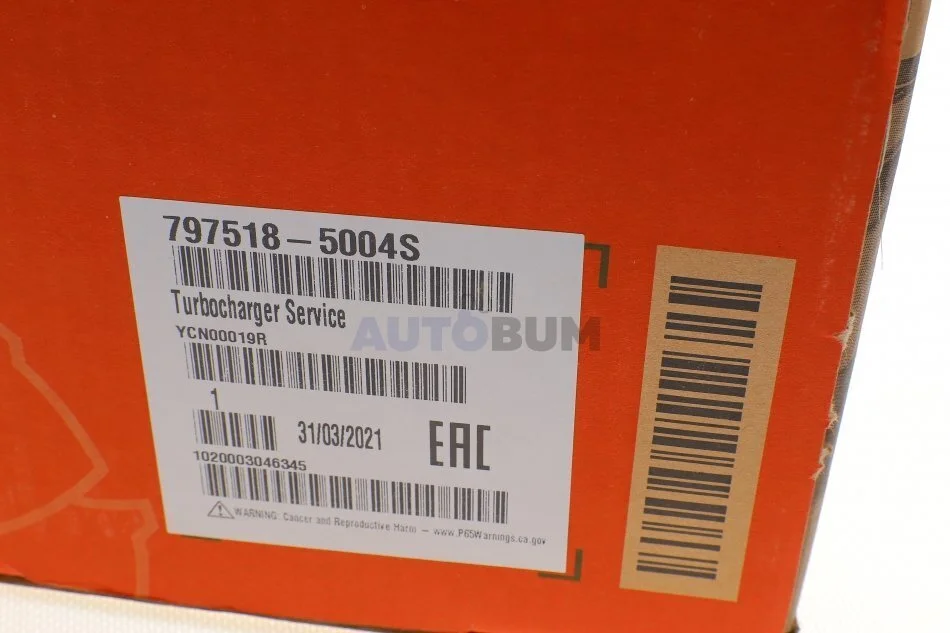 797518-5004S
Turbocharger Service
YCN00019R
AUTOBUM
1
31/03/2021
EAC
1020003046345
WARNING Cancer and Reproductive Harm - www.P65Warnings.ca.gov